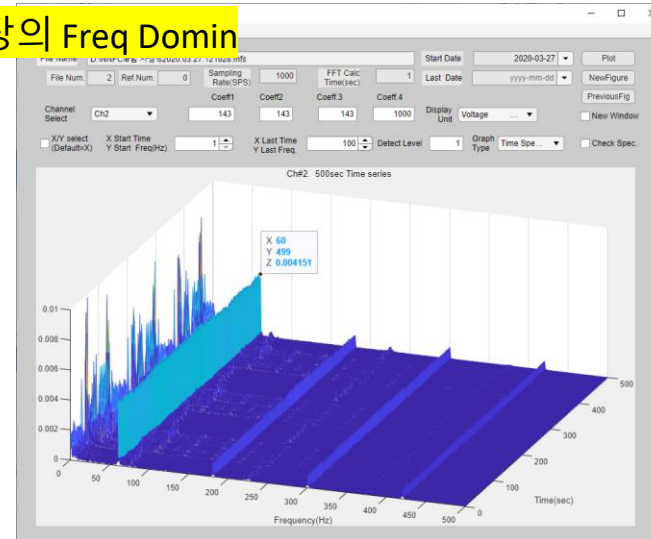 의 Freq Domin
File Name
Start Date 2020-03-27 Plot
File Num. 2 Ref.Num. 0 Sampling Rate(SPS) 1000 FFT Calc Time(sec) 1 Last Date yyyy-mm-dd NewFigure
Coeff1 Coeff2 Coeff.3 Coeff.4 PreviousFig
Channel Select Ch2 143 143 143 1000 Display Unit Voltage ... New Window
X/Y select (Default=X) X Start Time Y Start Freq(Hz) 1 X Last Time Y Last Freq. 100 Detect Level 1 Graph Type Time Spe... Check Spec.
Ch#2. 500sec Time series
X 60
Y 499
Z 0.004151
0.01
0.008
0.006
0.004
0.002
0
0 50 100 150 200 250 300 350 400 450 500
0 100 200 300 400 500
Frequency(Hz)
Time(sec)